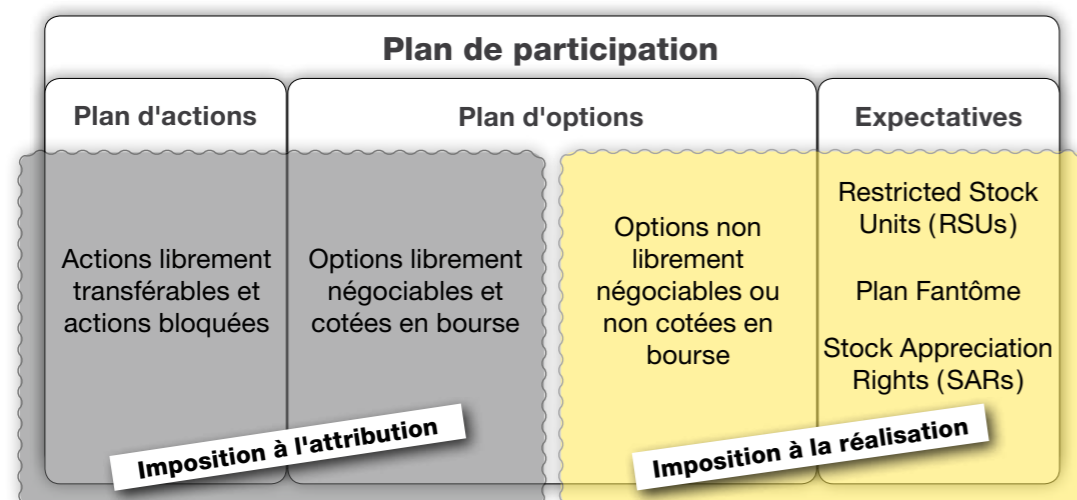 Plan de participation
Plan d'actions
Plan d'options
Expectatives
Actions librement
transférables et
actions bloquées
Options librement
négociables et
cotées en bourse
Options non
librement
négociables ou
non cotées en
bourse
Restricted Stock
Units (RSUs)
Plan Fantôme
Stock Appreciation
Rights (SARs)
Imposition à l'attribution
Imposition à la réalisation